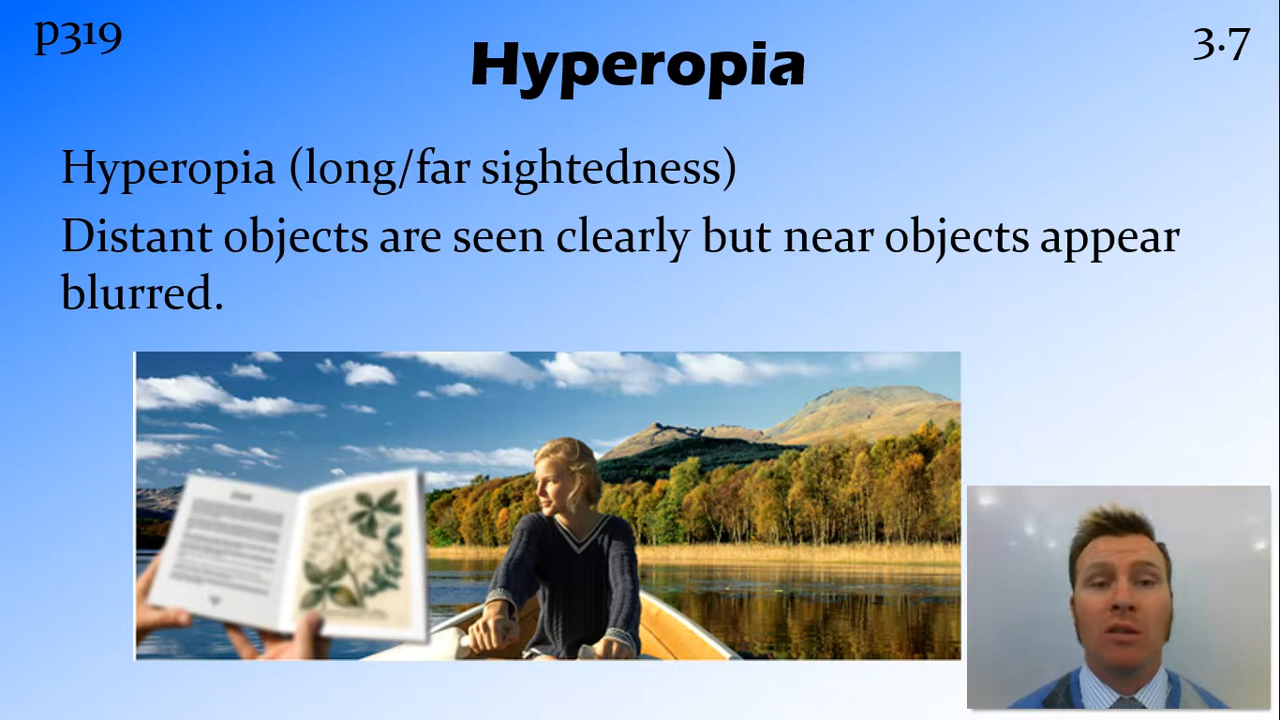 p319
3.7
Hyperopia
Hyperopia (long/far sightedness)
Distant objects are seen clearly but near objects appear
blurred.